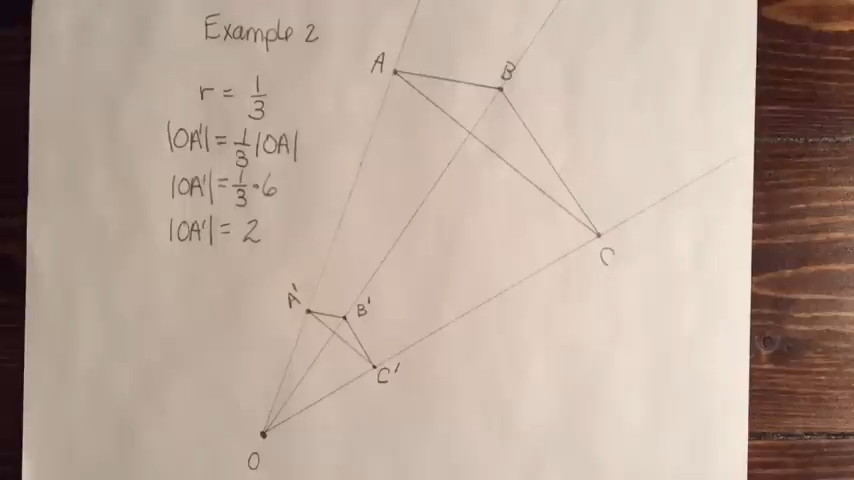 Example 2
r = 1/3
|OA'| = 1/3 |OA|
|OA'| = 1/3 · 6
|OA'| = 2
A
B
C
A'
B'
C'
O